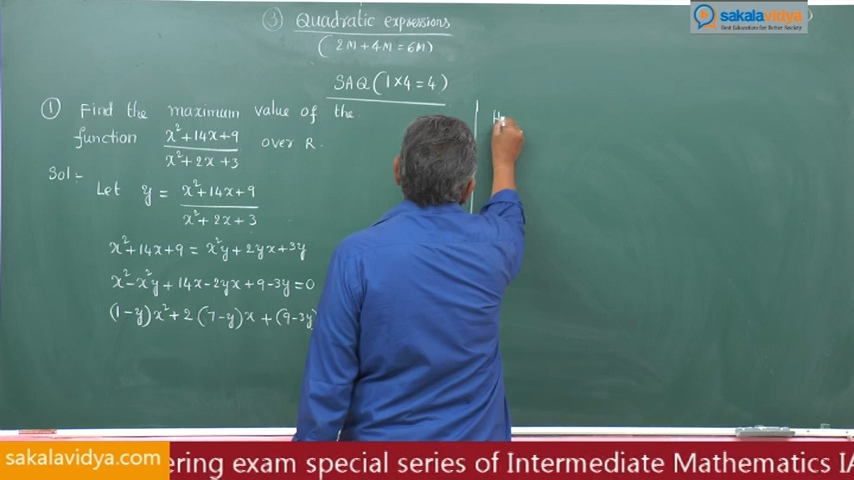 ③ Quadratic expressions
(2M+4M=6M)
SAQ (1×4=4)
① Find the maximum value of the
function x²+14x+9 / x²+2x+3 over R.
Sol:-
Let y = x²+14x+9 / x²+2x+3
x²+14x+9 = x²y+2yx+3y
x²-x²y+14x-2yx+9-3y=0
(1-y)x²+2(7-y)x+(9-3y)
sakalavidya
Best Education for Better Society
sakalavidya.com
ering exam special series of Intermediate Mathematics IA